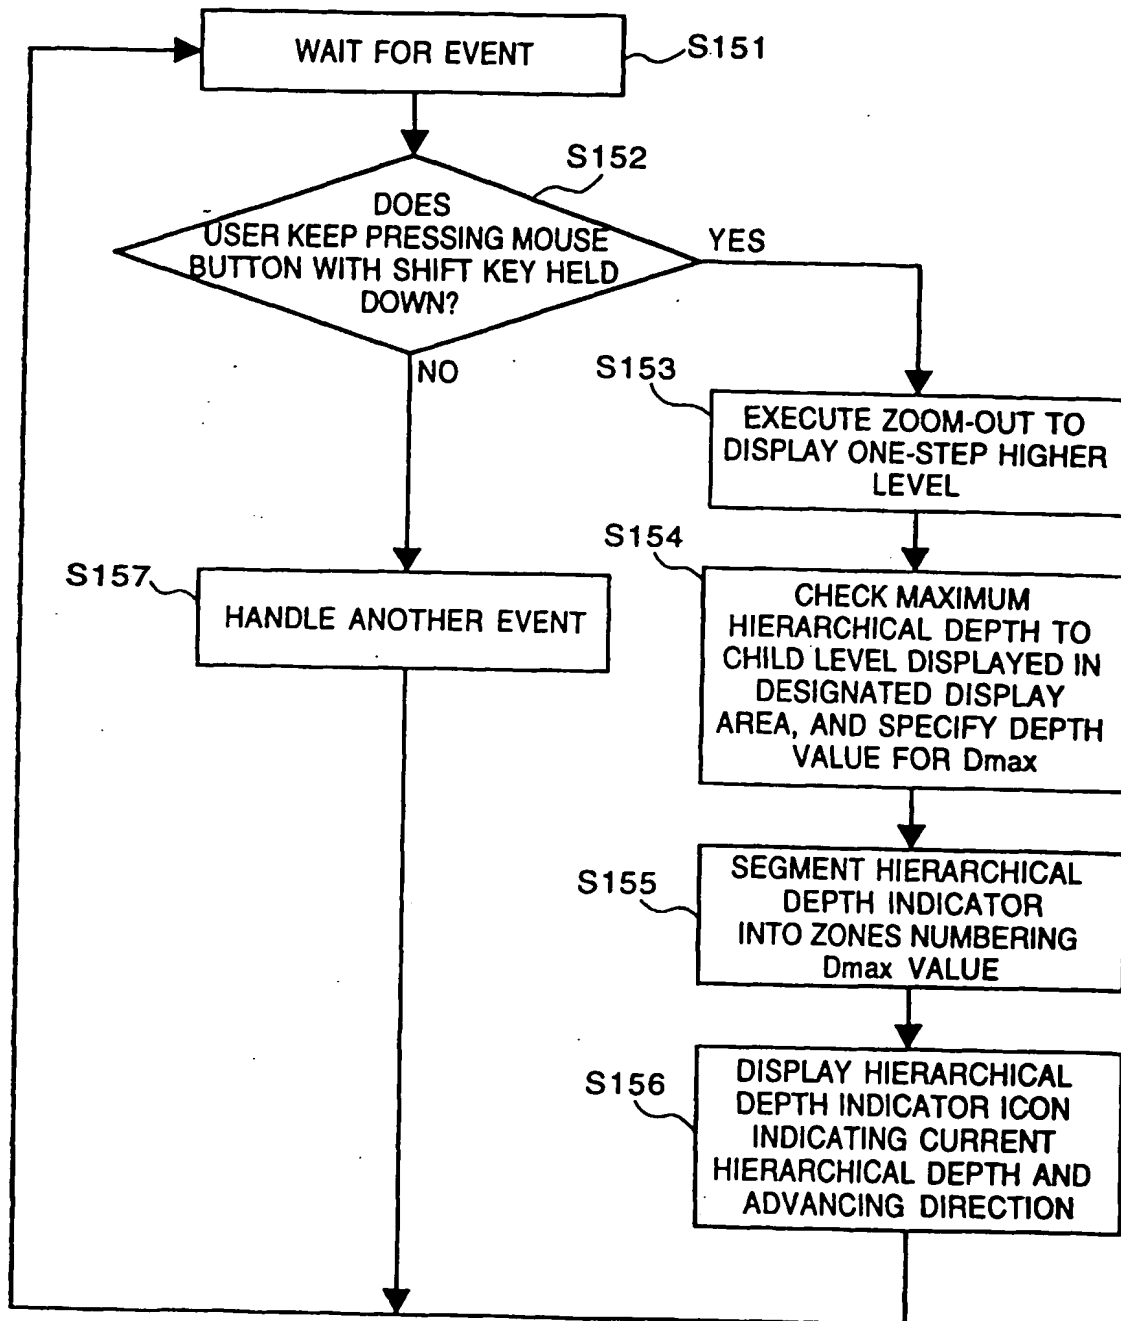 WAIT FOR EVENT
S151
S152
DOES
USER KEEP PRESSING MOUSE
BUTTON WITH SHIFT KEY HELD
DOWN?
YES
NO
S153
EXECUTE ZOOM-OUT TO
DISPLAY ONE-STEP HIGHER
LEVEL
S154
CHECK MAXIMUM
HIERARCHICAL DEPTH TO
CHILD LEVEL DISPLAYED IN
DESIGNATED DISPLAY
AREA, AND SPECIFY DEPTH
VALUE FOR Dmax
S157
HANDLE ANOTHER EVENT
S155
SEGMENT HIERARCHICAL
DEPTH INDICATOR
INTO ZONES NUMBERING
Dmax VALUE
S156
DISPLAY HIERARCHICAL
DEPTH INDICATOR ICON
INDICATING CURRENT
HIERARCHICAL DEPTH AND
ADVANCING DIRECTION